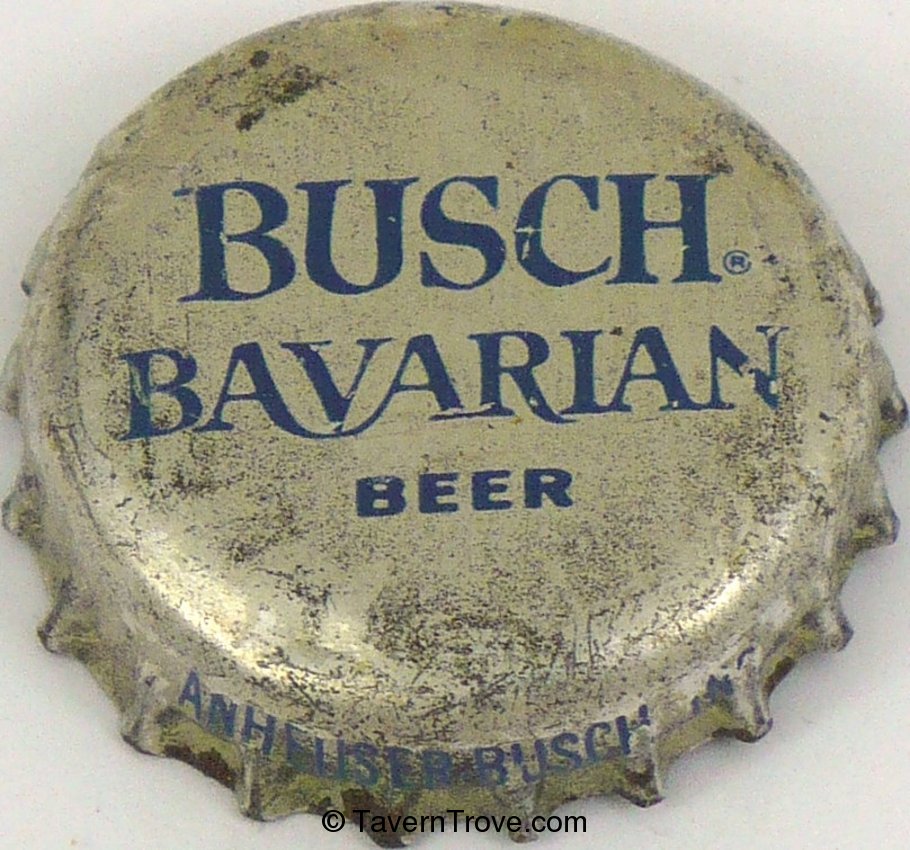 BUSCH®
BAVARIAN
BEER
ANHEUSER-BUSCH
© TavernTrove.com